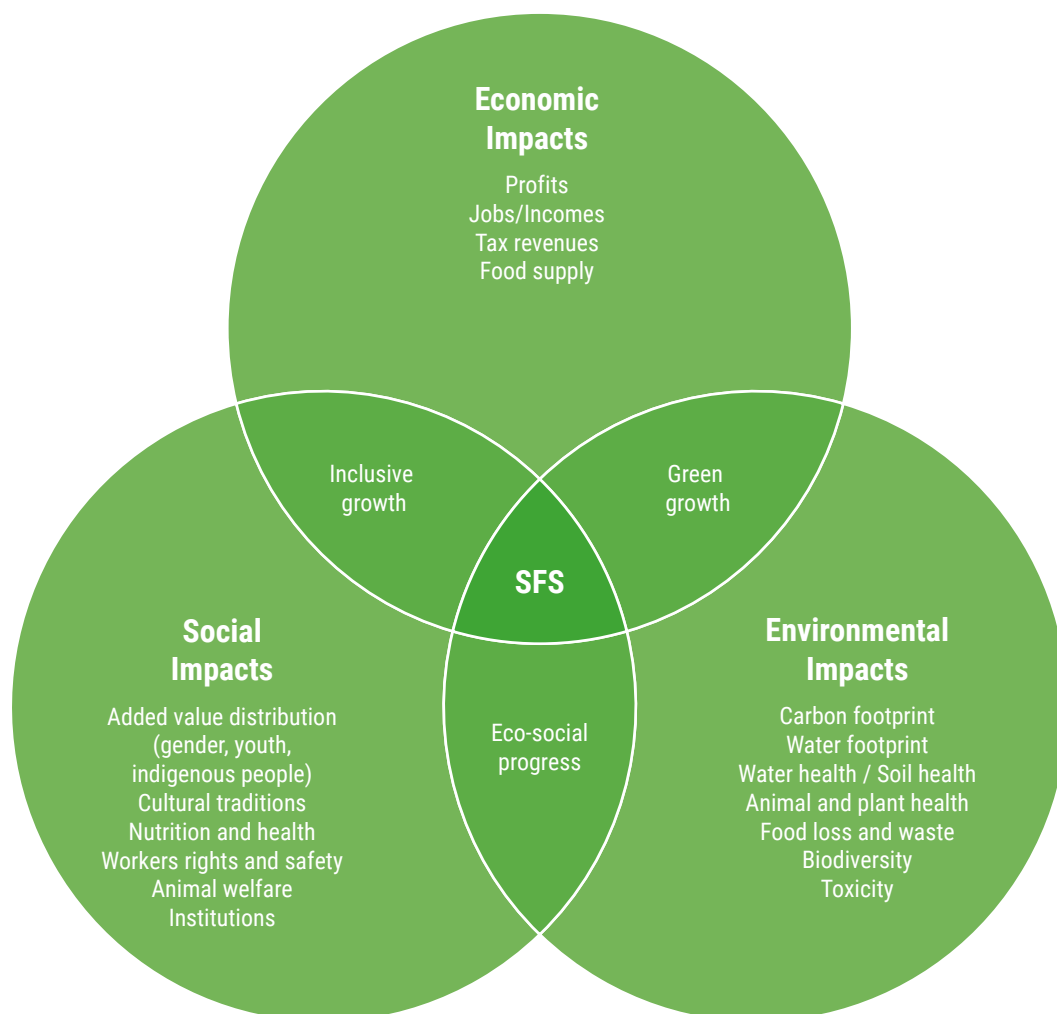 Economic
Impacts
Profits
Jobs/Incomes
Tax revenues
Food supply
Inclusive
growth
Green
growth
SFS
Social
Impacts
Added value distribution
(gender, youth,
indigenous people)
Cultural traditions
Nutrition and health
Workers rights and safety
Animal welfare
Institutions
Eco-social
progress
Environmental
Impacts
Carbon footprint
Water footprint
Water health / Soil health
Animal and plant health
Food loss and waste
Biodiversity
Toxicity